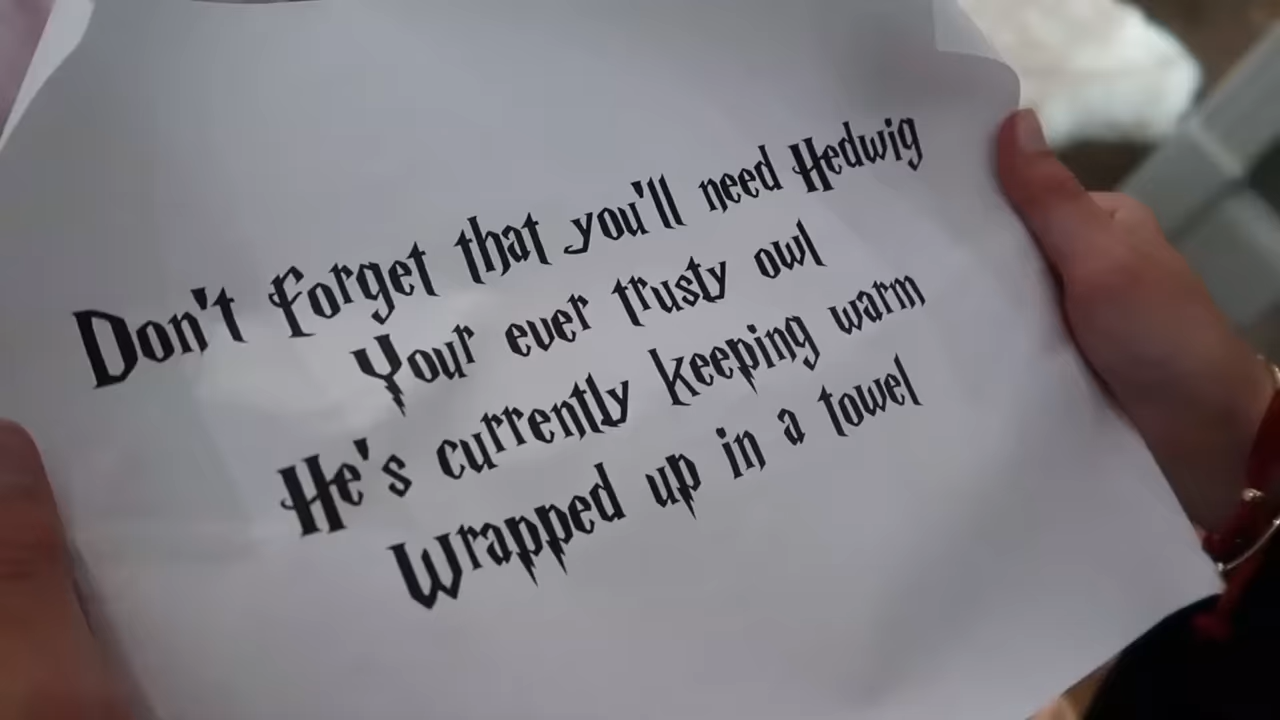 Don't forget that you'll need Hedwig
Your ever trusty owl
He's currently keeping warm
Wrapped up in a towel